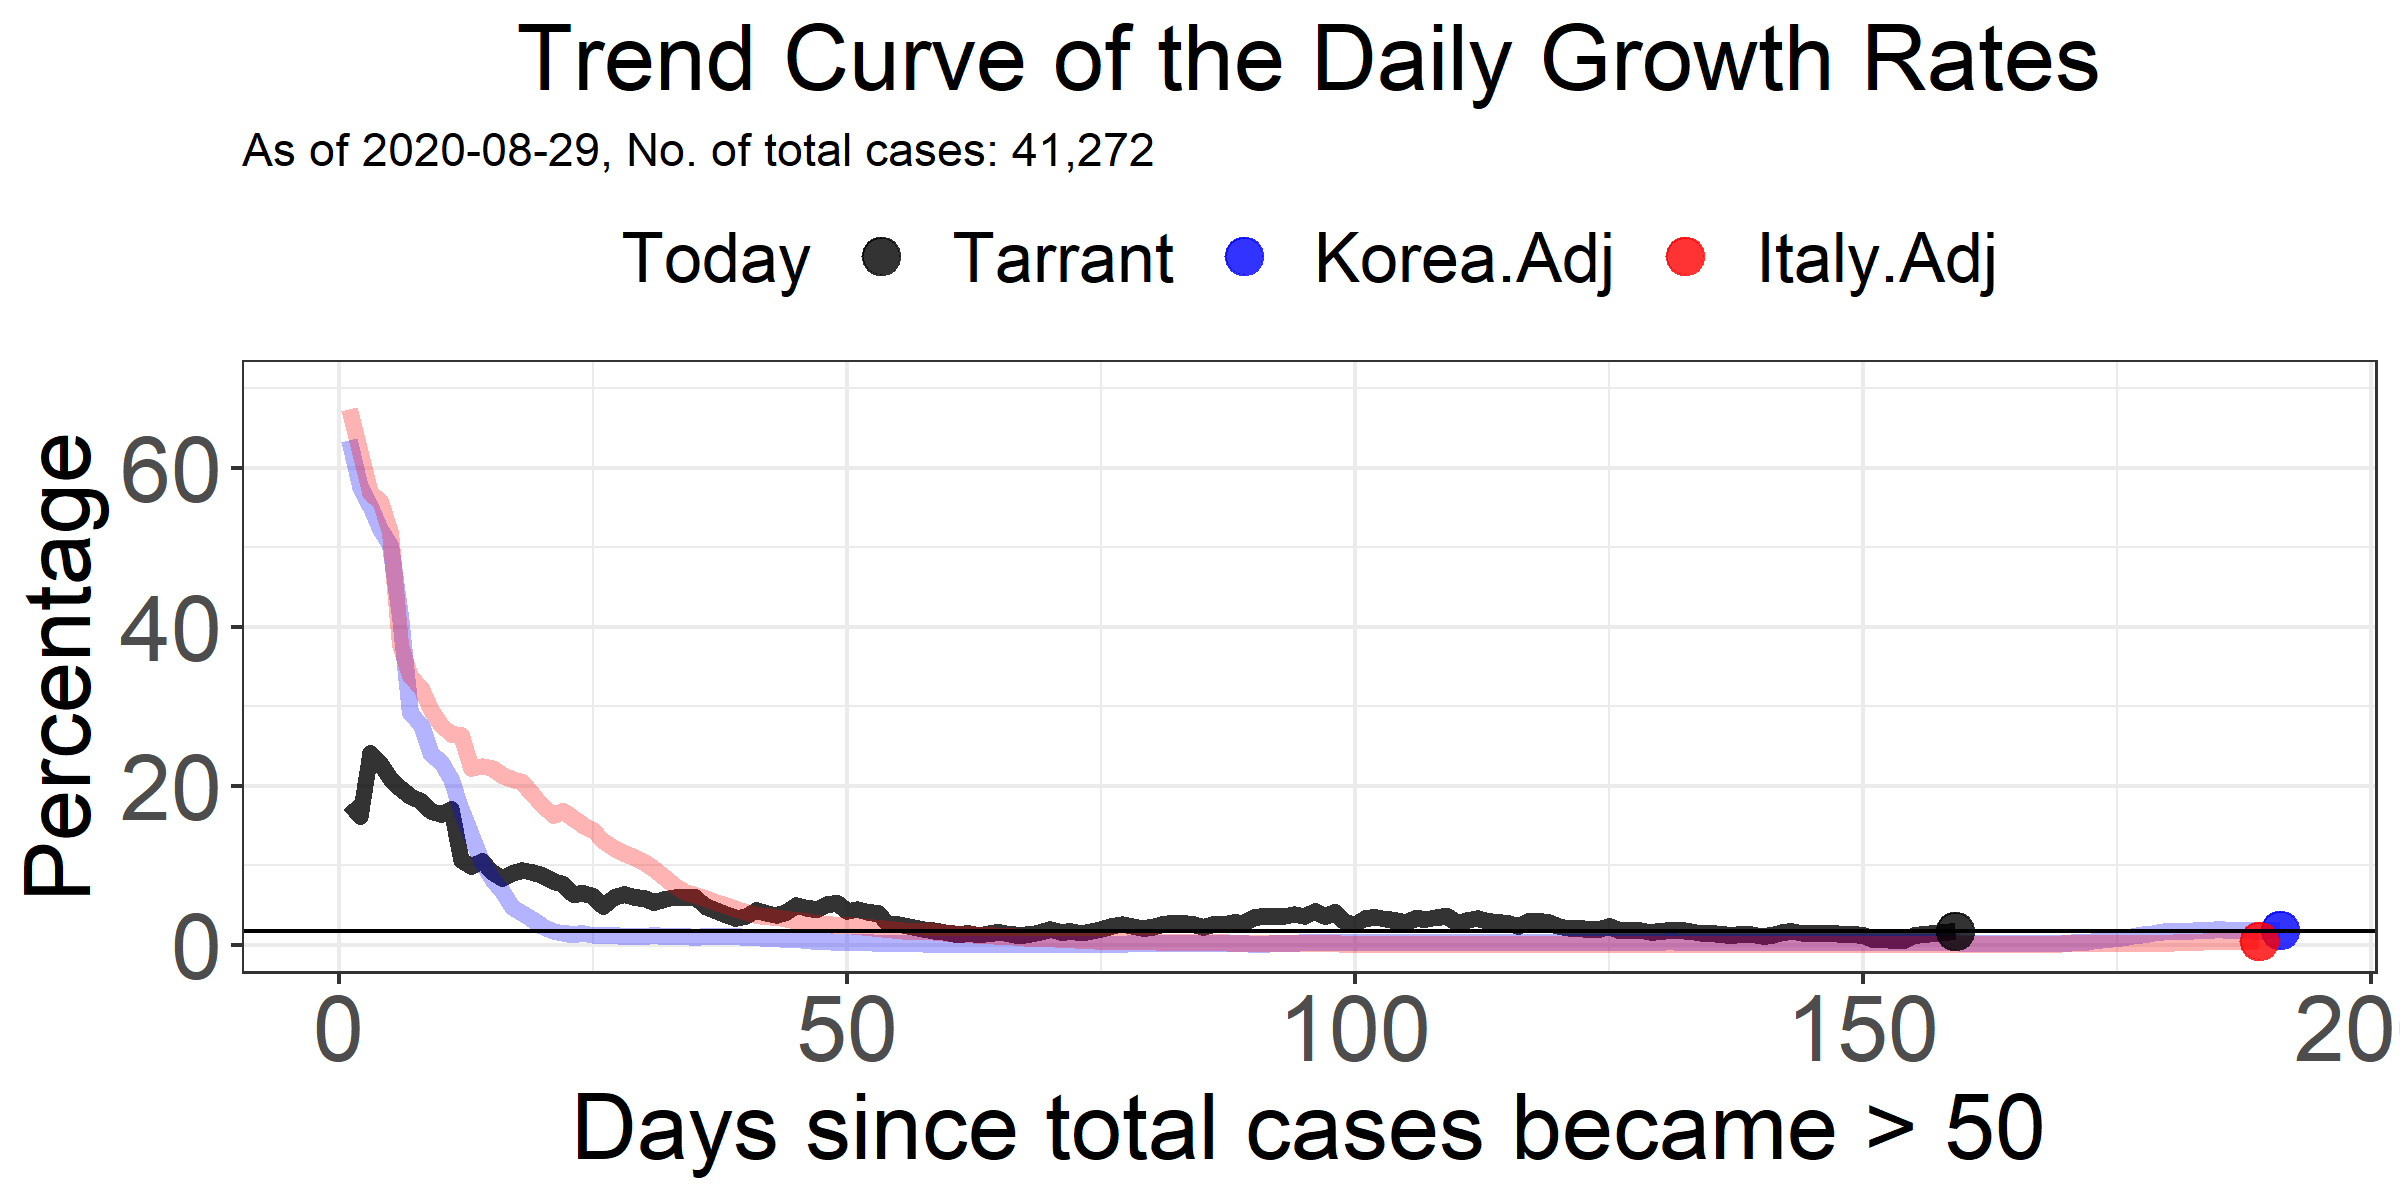 Trend Curve of the Daily Growth Rates
As of 2020-08-29, No. of total cases: 41,272
Today Tarrant Korea.Adj Italy.Adj
Percentage
60
40
20
0
0 50 100 150 20
Days since total cases became > 50